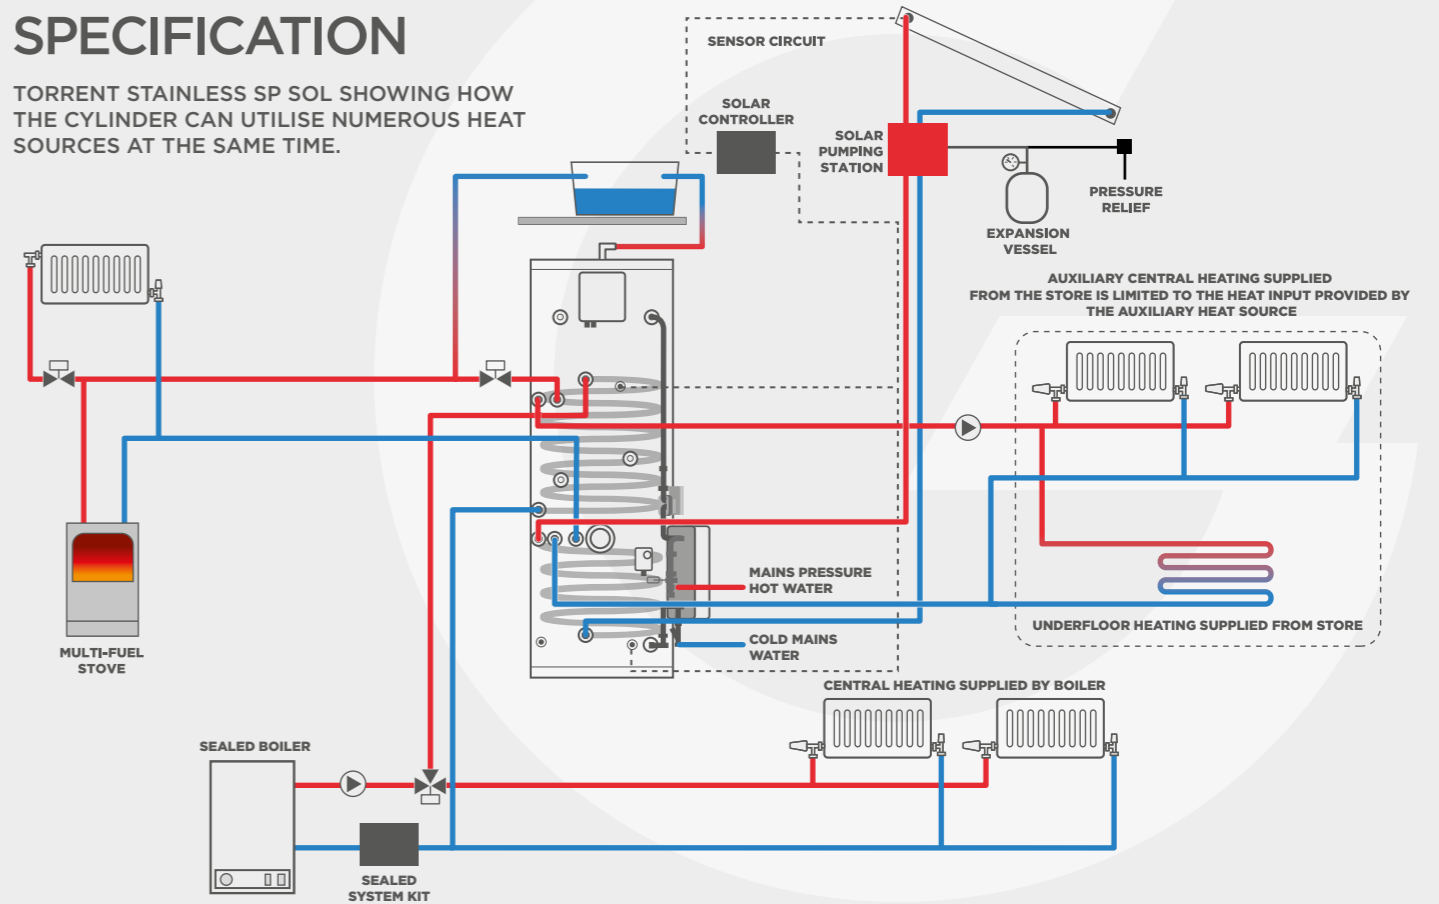 SPECIFICATION
TORRENT STAINLESS SP SOL SHOWING HOW
THE CYLINDER CAN UTILISE NUMEROUS HEAT
SOURCES AT THE SAME TIME.
SENSOR CIRCUIT
SOLAR
CONTROLLER
SOLAR
PUMPING
STATION
PRESSURE
RELIEF
EXPANSION
VESSEL
AUXILIARY CENTRAL HEATING SUPPLIED
FROM THE STORE IS LIMITED TO THE HEAT INPUT PROVIDED BY
THE AUXILIARY HEAT SOURCE
MAINS PRESSURE
HOT WATER
UNDERFLOOR HEATING SUPPLIED FROM STORE
COLD MAINS
WATER
MULTI-FUEL
STOVE
CENTRAL HEATING SUPPLIED BY BOILER
SEALED BOILER
SEALED
SYSTEM KIT